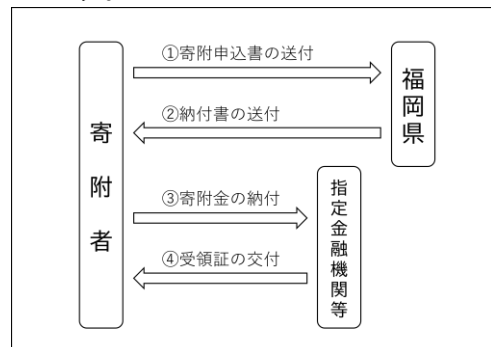 ①寄附申込書の送付
②納付書の送付
③寄附金の納付
④受領証の交付
寄附者
福岡県
指定金融機関等